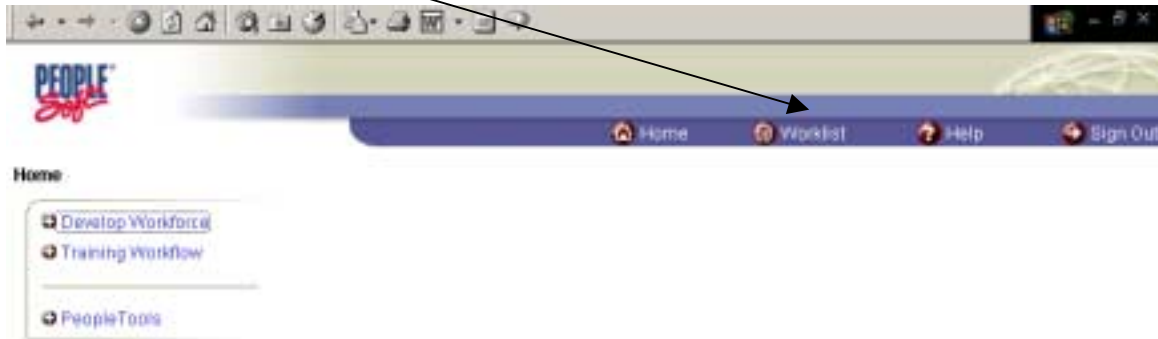 PEOPLE
Soft
Home Worklist Help Sign Out
Home
Develop Workforce
Training Workflow
PeopleTools